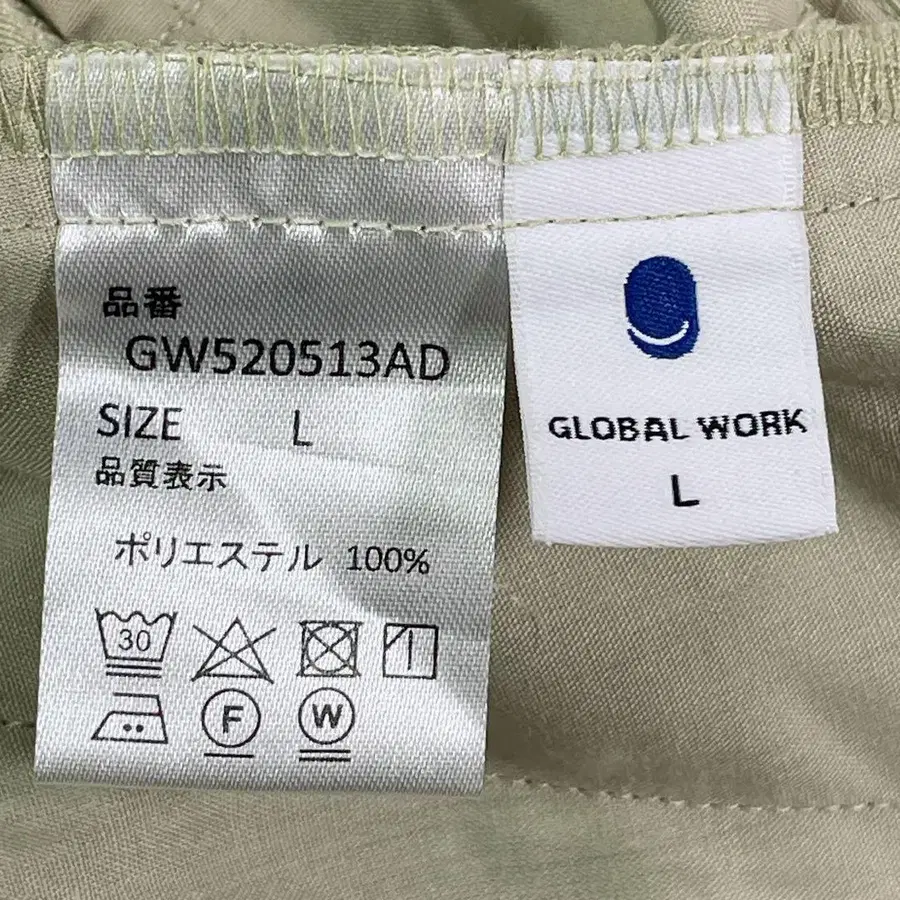 品番
GW520513AD
SIZE L
品質表示
ポリエステル 100%
30
F
W
GLOBAL WORK
L